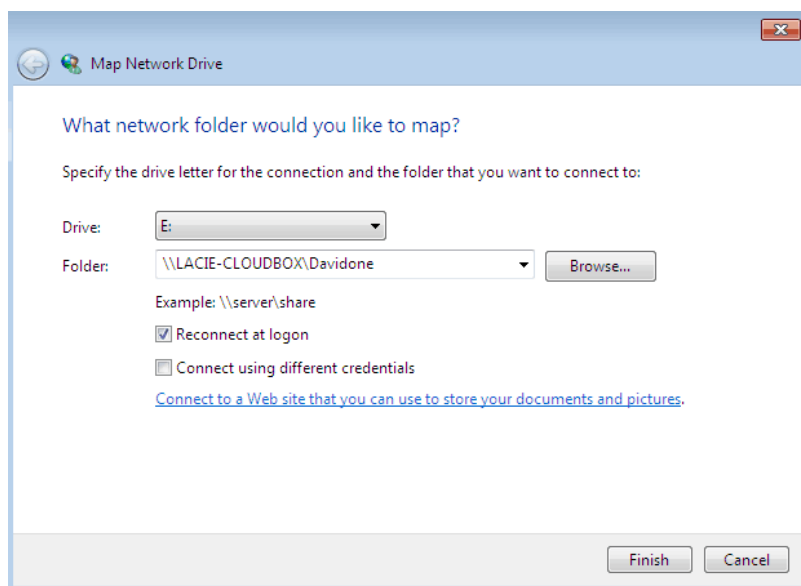 Map Network Drive
What network folder would you like to map?
Specify the drive letter for the connection and the folder that you want to connect to:
Drive: E:
Folder: \\LACIE-CLOUDBOX\Davidone Browse...
Example: \\server\share
Reconnect at logon
Connect using different credentials
Connect to a Web site that you can use to store your documents and pictures.
Finish Cancel